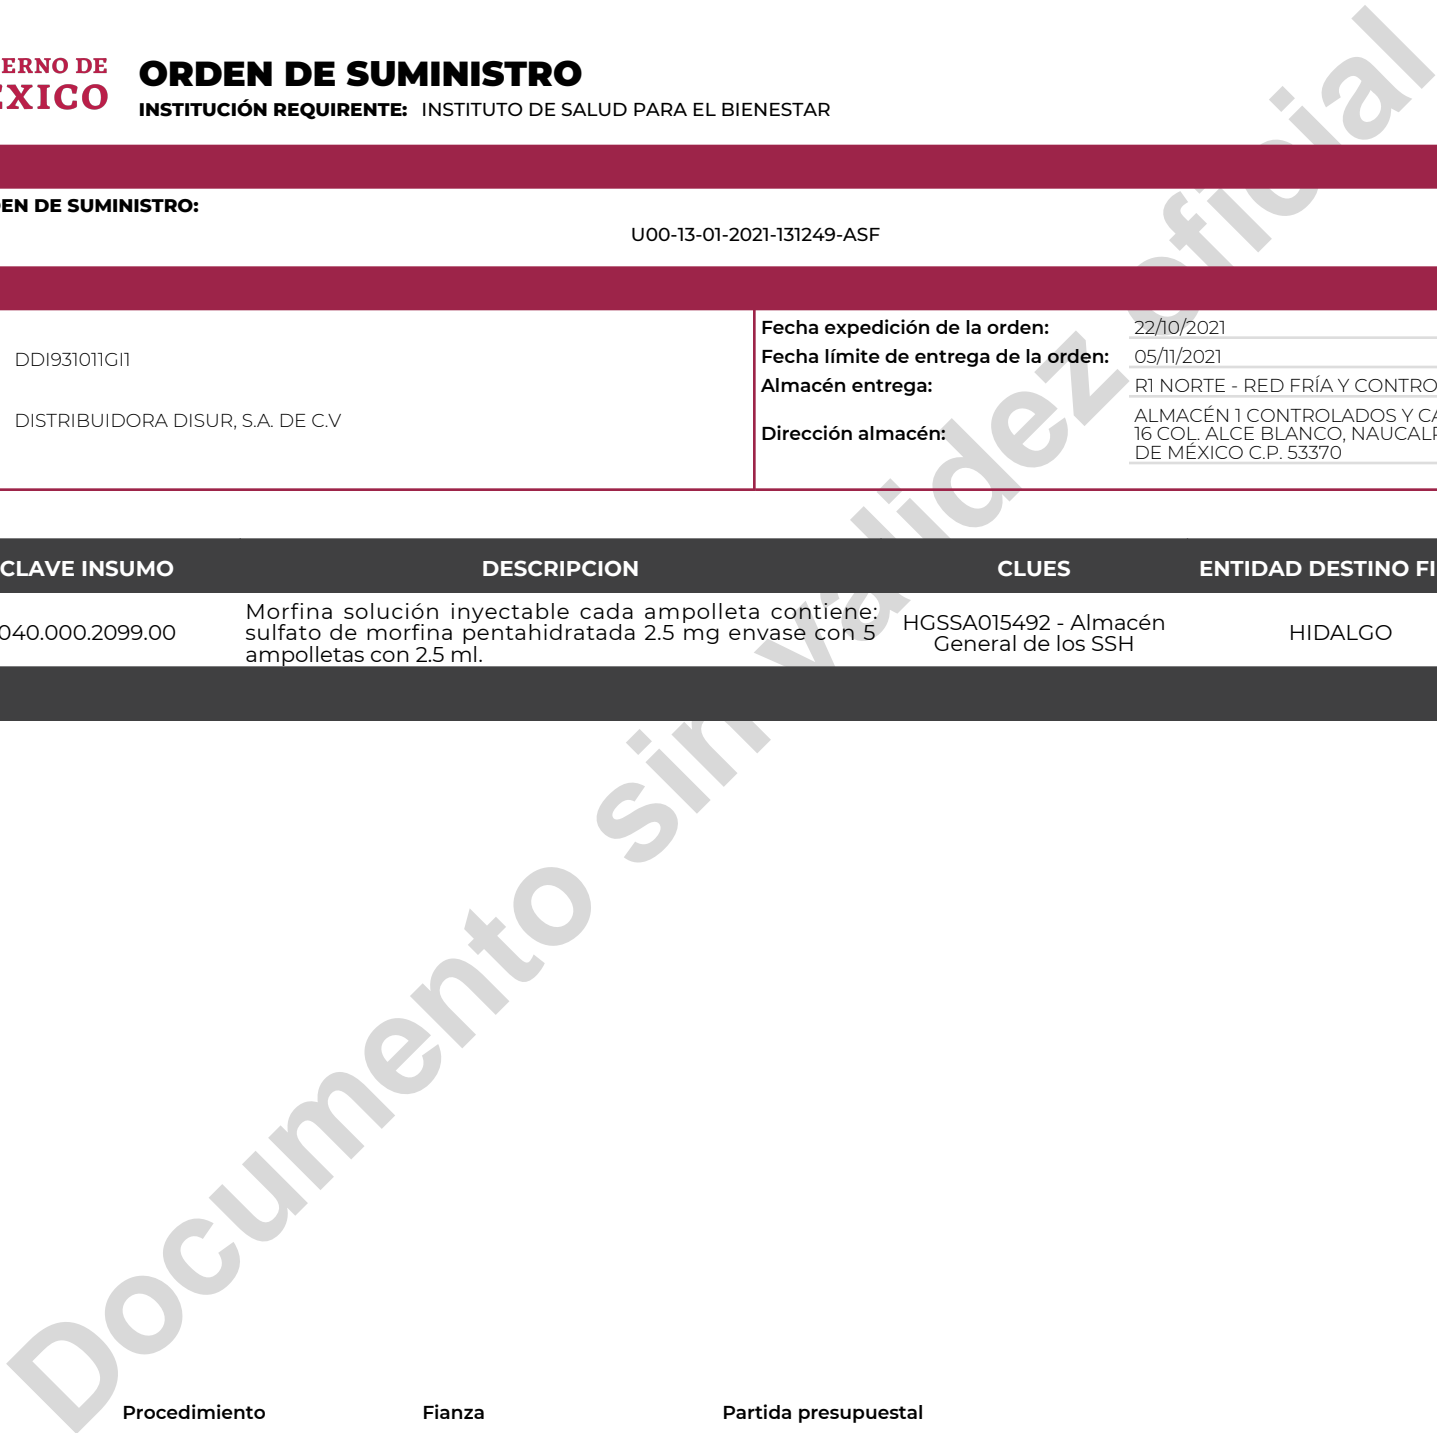 ERNO DE
ÉXICO
ORDEN DE SUMINISTRO
INSTITUCIÓN REQUIRENTE: INSTITUTO DE SALUD PARA EL BIENESTAR
EN DE SUMINISTRO:
U00-13-01-2021-131249-ASF
DDI931011GI1
DISTRIBUIDORA DISUR, S.A. DE C.V
Fecha expedición de la orden: 22/10/2021
Fecha límite de entrega de la orden: 05/11/2021
Almacén entrega: R1 NORTE - RED FRÍA Y CONTRO
Dirección almacén: ALMACÉN 1 CONTROLADOS Y CA
16 COL. ALCE BLANCO, NAUCALP
DE MÉXICO C.P. 53370
CLAVE INSUMO DESCRIPCION CLUES ENTIDAD DESTINO FI
040.000.2099.00
Morfina solución inyectable cada ampolleta contiene:
sulfato de morfina pentahidratada 2.5 mg envase con 5
ampolletas con 2.5 ml.
HGSSA015492 - Almacén
General de los SSH
HIDALGO
Documento sin validez oficial
Procedimiento Fianza Partida presupuestal